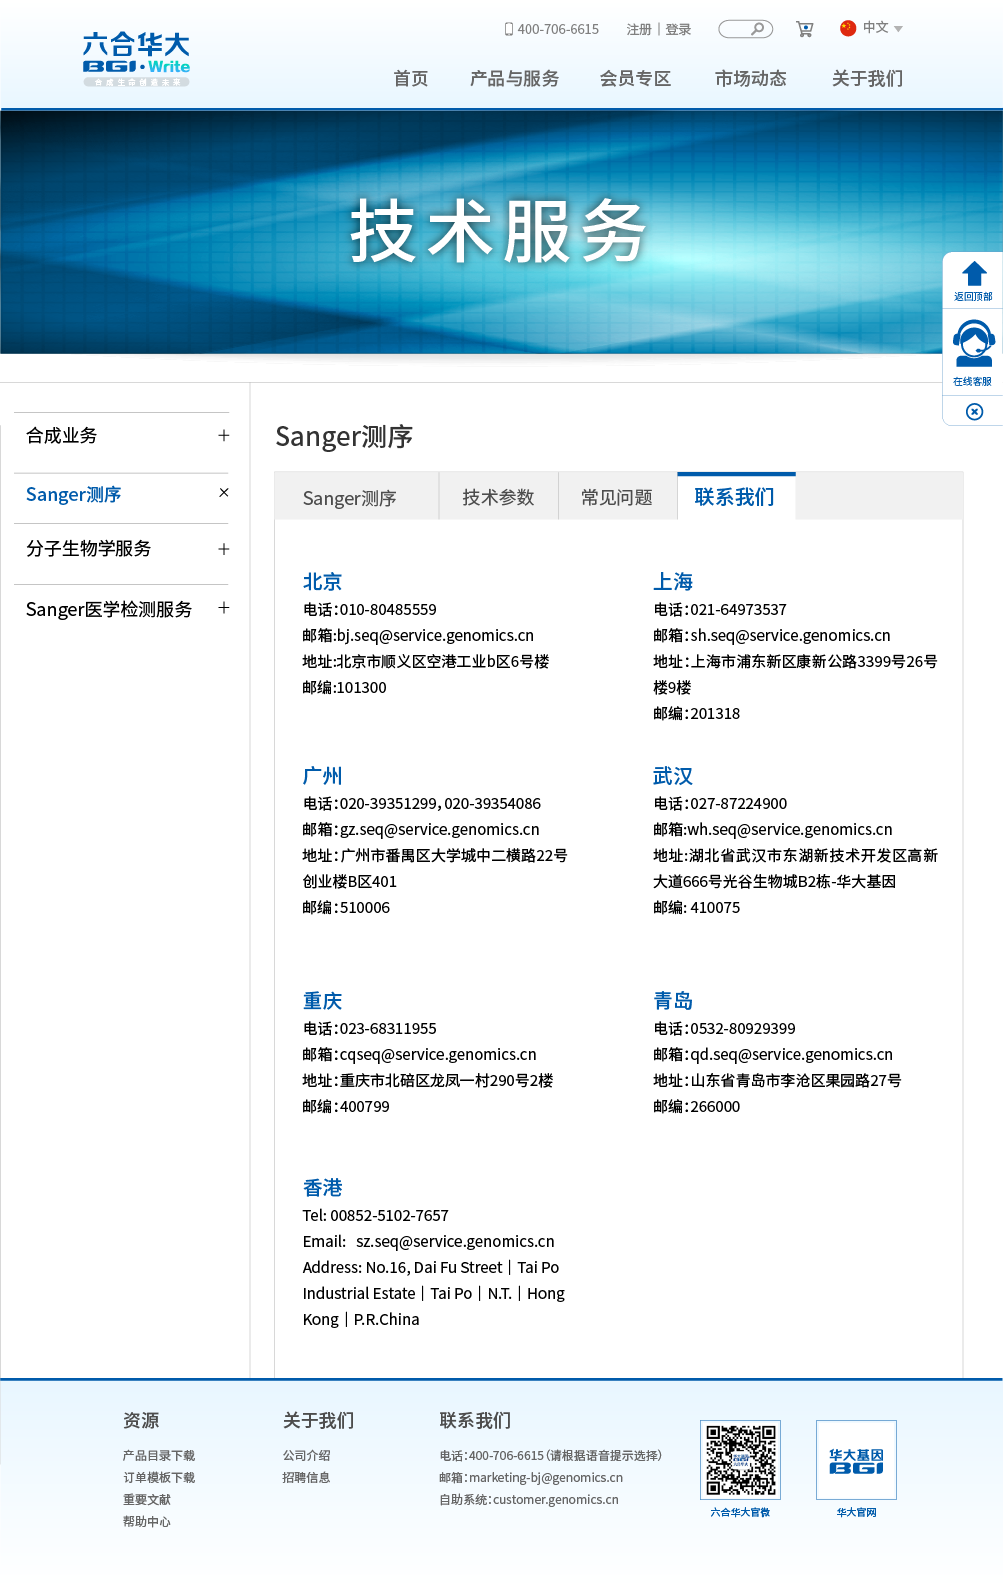 六合华大
BGI·Write
合成生命创造未来
400-706-6615
注册 | 登录
中文
首页
产品与服务
会员专区
市场动态
关于我们
技术服务
返回顶部
在线客服
合成业务 +
Sanger测序 ×
分子生物学服务 +
Sanger医学检测服务 +
Sanger测序
Sanger测序
技术参数
常见问题
联系我们
北京
电话:010-80485559
邮箱:bj.seq@service.genomics.cn
地址:北京市顺义区空港工业b区6号楼
邮编:101300
上海
电话:021-64973537
邮箱:sh.seq@service.genomics.cn
地址:上海市浦东新区康新公路3399号26号
楼9楼
邮编:201318
广州
电话:020-39351299,020-39354086
邮箱:gz.seq@service.genomics.cn
地址:广州市番禺区大学城中二横路22号
创业楼B区401
邮编:510006
武汉
电话:027-87224900
邮箱:wh.seq@service.genomics.cn
地址:湖北省武汉市东湖新技术开发区高新
大道666号光谷生物城B2栋-华大基因
邮编: 410075
重庆
电话:023-68311955
邮箱:cqseq@service.genomics.cn
地址:重庆市北碚区龙凤一村290号2楼
邮编:400799
青岛
电话:0532-80929399
邮箱:qd.seq@service.genomics.cn
地址:山东省青岛市李沧区果园路27号
邮编:266000
香港
Tel: 00852-5102-7657
Email: sz.seq@service.genomics.cn
Address: No.16, Dai Fu Street | Tai Po
Industrial Estate | Tai Po | N.T. | Hong
Kong | P.R.China
资源
产品目录下载
订单模板下载
重要文献
帮助中心
关于我们
公司介绍
招聘信息
联系我们
电话:400-706-6615 (请根据语音提示选择)
邮箱:marketing-bj@genomics.cn
自助系统:customer.genomics.cn
六合华大官微
华大基因
BGI
华大官网